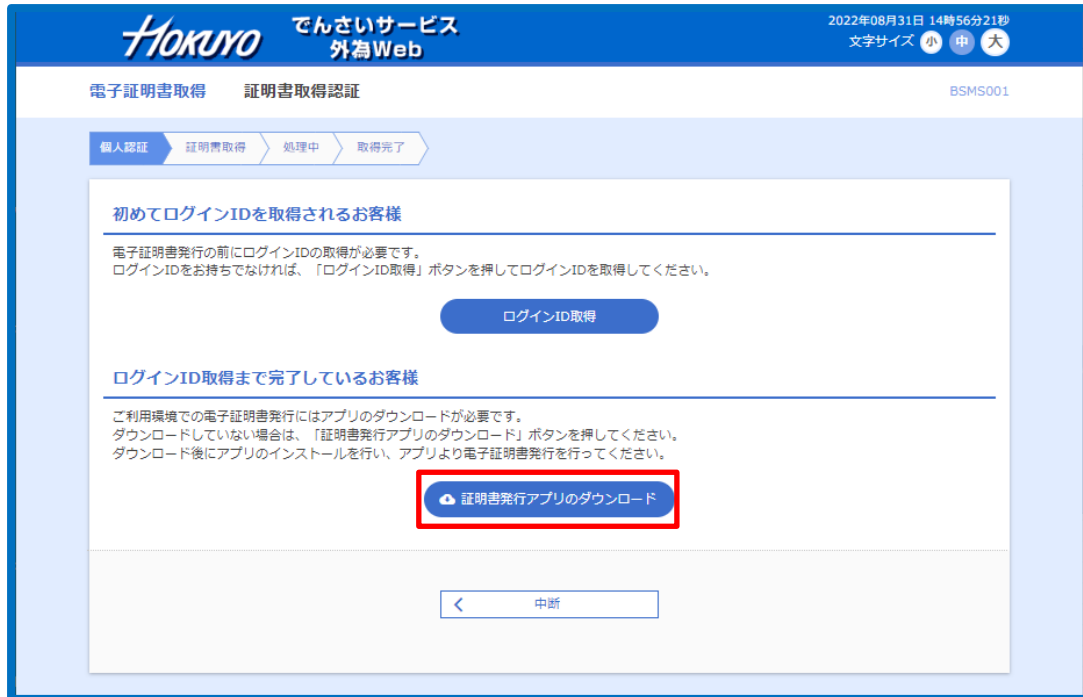 HOKUYO
でんさいサービス
外為Web
2022年08月31日 14時56分21秒
文字サイズ 小 中 大
電子証明書取得 証明書取得認証
BSMS001
個人認証 証明書取得 処理中 取得完了
初めてログインIDを取得されるお客様
電子証明書発行の前にログインIDの取得が必要です。
ログインIDをお持ちでなければ、「ログインID取得」ボタンを押してログインIDを取得してください。
ログインID取得
ログインID取得まで完了しているお客様
ご利用環境での電子証明書発行にはアプリのダウンロードが必要です。
ダウンロードしていない場合は、「証明書発行アプリのダウンロード」ボタンを押してください。
ダウンロード後にアプリのインストールを行い、アプリより電子証明書発行を行ってください。
証明書発行アプリのダウンロード
中断